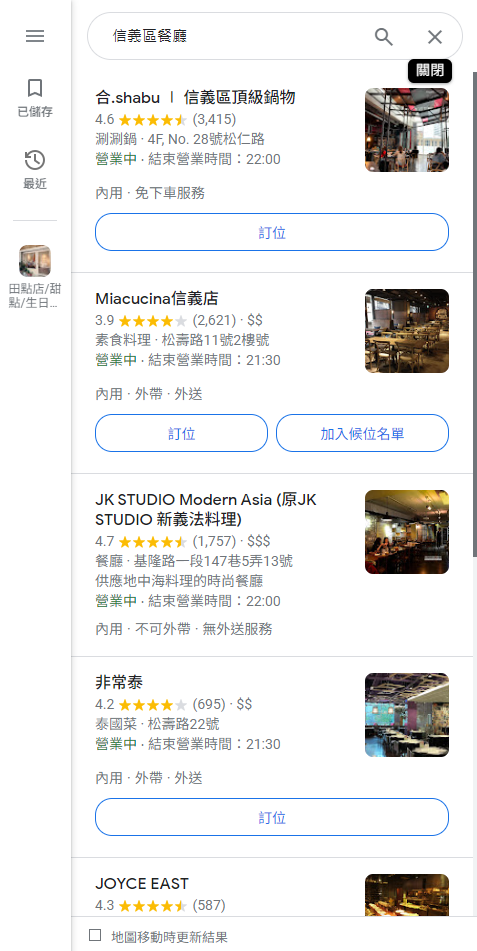 信義區餐廳
關閉
已儲存
最近
田點店/甜
點/生日...
合.shabu ︱ 信義區頂級鍋物
4.6 (3,415)
涮涮鍋 · 4F, No. 28號松仁路
營業中 · 結束營業時間：22:00
內用 · 免下車服務
訂位
Miacucina信義店
3.9 (2,621) · $$
素食料理 · 松壽路11號2樓號
營業中 · 結束營業時間：21:30
內用 · 外帶 · 外送
訂位 加入候位名單
JK STUDIO Modern Asia (原JK
STUDIO 新義法料理)
4.7 (1,757) · $$$
餐廳 · 基隆路一段147巷5弄13號
供應地中海料理的時尚餐廳
營業中 · 結束營業時間：22:00
內用 · 不可外帶 · 無外送服務
非常泰
4.2 (695) · $$
泰國菜 · 松壽路22號
營業中 · 結束營業時間：21:30
內用 · 外帶 · 外送
訂位
JOYCE EAST
4.3 (587)
地圖移動時更新結果